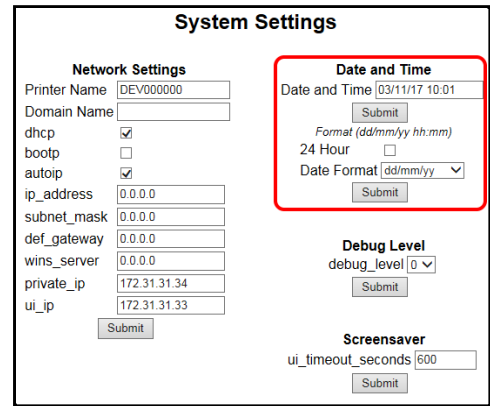 System Settings
Network Settings
Printer Name DEV000000
Domain Name
dhcp
bootp
autoip
ip_address 0.0.0.0
subnet_mask 0.0.0.0
def_gateway 0.0.0.0
wins_server 0.0.0.0
private_ip 172.31.31.34
ui_ip 172.31.31.33
Submit
Date and Time
Date and Time 03/11/17 10:01
Submit
Format (dd/mm/yy hh:mm)
24 Hour
Date Format dd/mm/yy
Submit
Debug Level
debug_level 0
Submit
Screensaver
ui_timeout_seconds 600
Submit